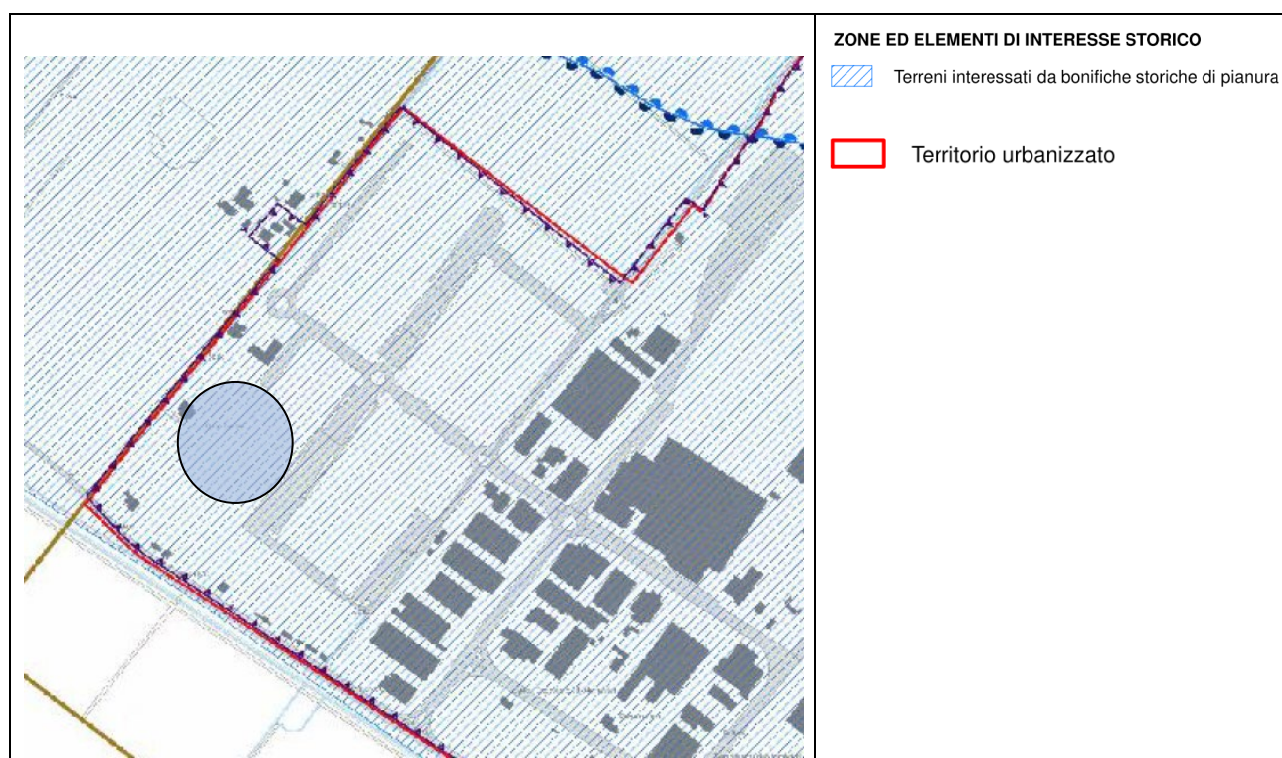 ZONE ED ELEMENTI DI INTERESSE STORICO
Terreni interessati da bonifiche storiche di pianura
Territorio urbanizzato